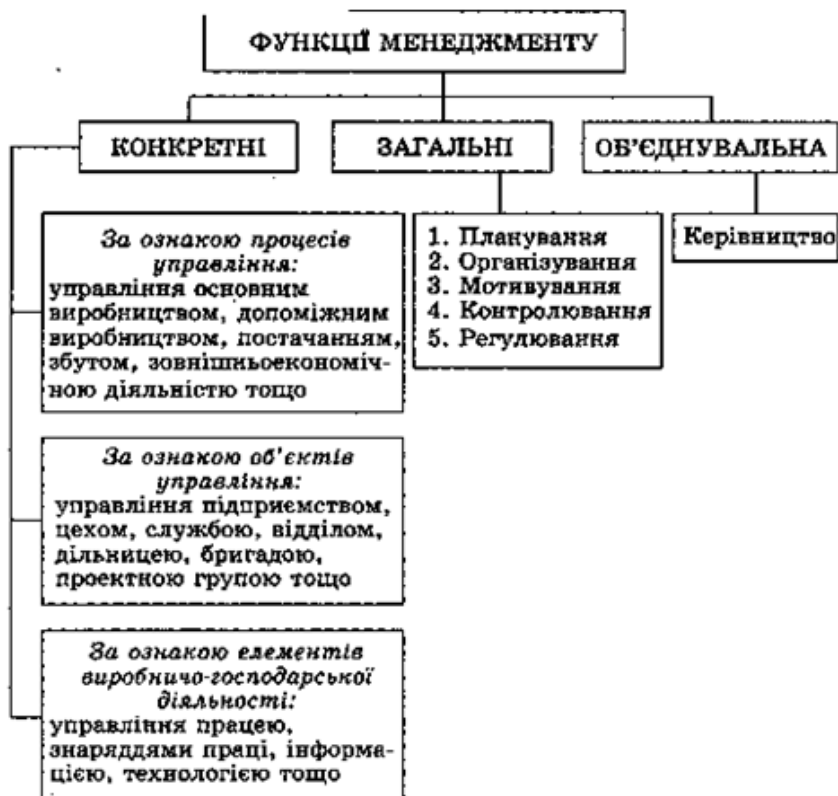 ФУНКЦІЇ МЕНЕДЖМЕНТУ
КОНКРЕТНІ
ЗАГАЛЬНІ
ОБ’ЄДНУВАЛЬНА
За ознакою процесів
управління:
управління основним
виробництвом, допоміжним
виробництвом, постачанням,
збутом, зовнішньоекономіч-
ною діяльністю тощо
1. Планування
2. Організування
3. Мотивування
4. Контролювання
5. Регулювання
Керівництво
За ознакою об’єктів
управління:
управління підприємством,
цехом, службою, відділом,
дільницею, бригадою,
проектною групою тощо
За ознакою елементів
виробничо-господарської
діяльності:
управління працею,
знаряддями праці, інформа-
цією, технологією тощо